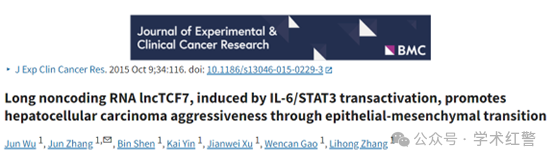 Journal of Experimental &
Clinical Cancer Research
BMC
▸ J Exp Clin Cancer Res. 2015 Oct 9;34:116. doi: 10.1186/s13046-015-0229-3
Long noncoding RNA lncTCF7, induced by IL-6/STAT3 transactivation, promotes
hepatocellular carcinoma aggressiveness through epithelial-mesenchymal transition
Jun Wu 1, Jun Zhang 1,✉, Bin Shen 1, Kai Yin 1, Jianwei Xu 1, Wencan Gao 1, Lihong Zhang 1
公众号 · 学术红警